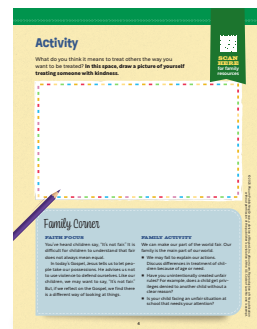 Activity
What do you think it means to treat others the way you
want to be treated? In this space, draw a picture of yourself
treating someone with kindness.
SCAN
HERE
for family
resources
Family Corner
FAITH FOCUS
You've heard children say, "It's not fair" it is
difficult for children to understand that fair
does not always mean equal.
In today's Gospel, Jesus tells us to let peo-
ple take our possessions. He advises us not
to use violence to defend ourselves. Like our
children, we may want to say, "It's not fair"
But, if we reflect on the Gospel, we find there
is a different way of looking at things.
FAMILY ACTIVITY
We can make our part of the world fair. Our
family is the main part of our world.
We may fail to explain our actions.
Discuss differences in treatment of chil-
dren because of age or need.
Have you unintentionally created unfair-
ness? For example, does a child get privi-
leges denied to another child without a
clear reason?
Is your child facing an unfair situation at
school that needs your attention?